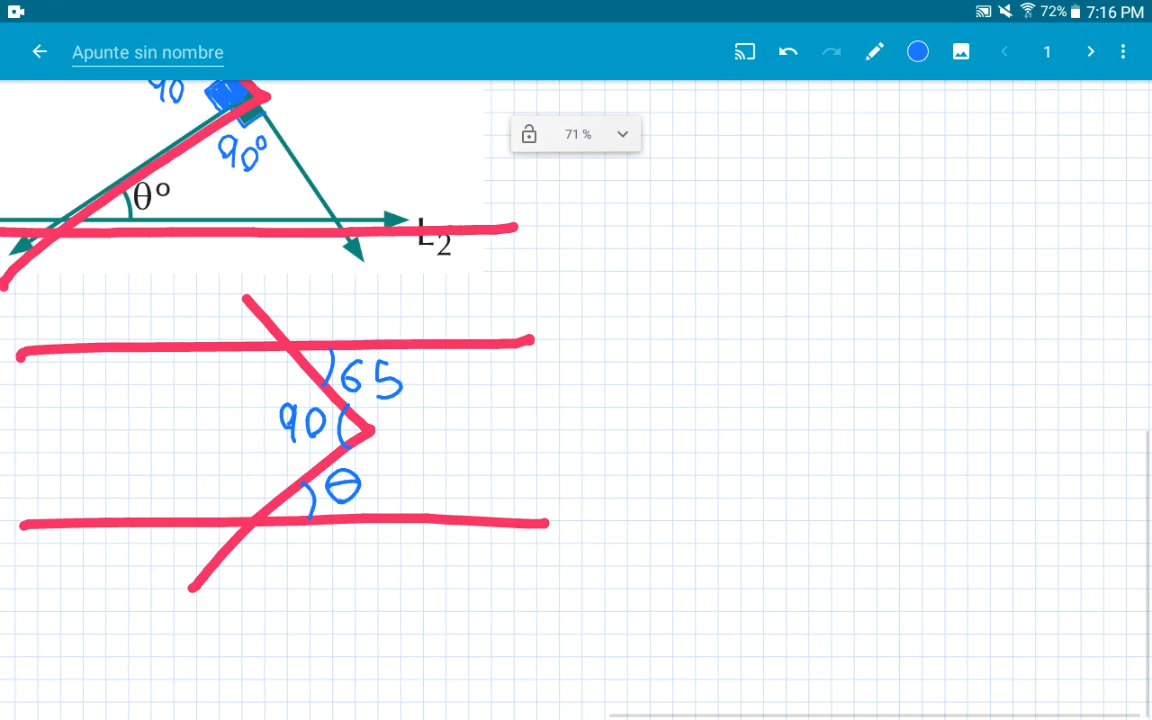 72% 7:16 PM
Apunte sin nombre
1
90
71 %
90°
θ°
L2
65
90
θ